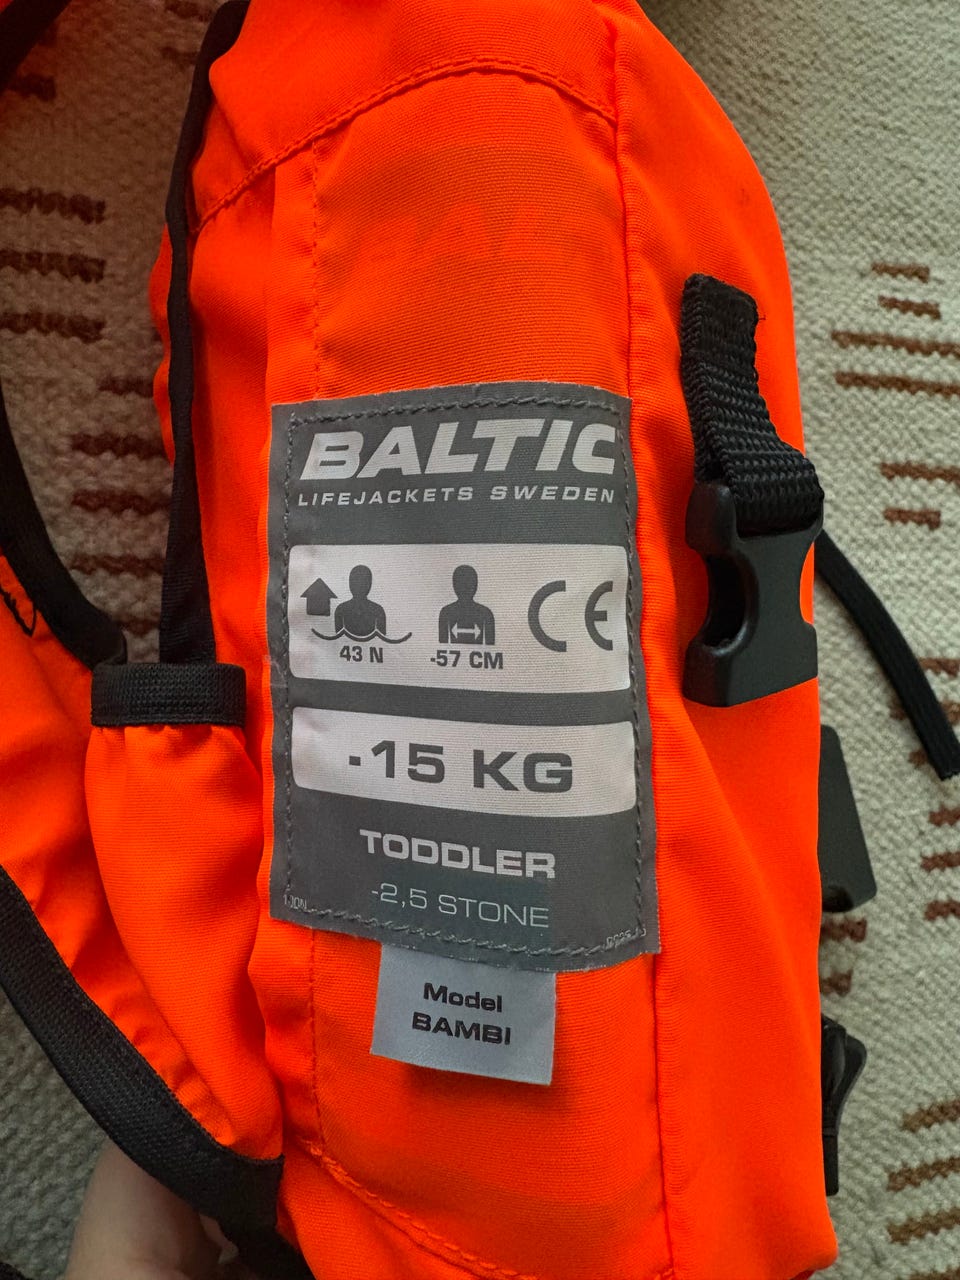 BALTIC
LIFEJACKETS SWEDEN
43 N
-57 CM
CE
-15 KG
TODDLER
-2,5 STONE
Model
BAMBI